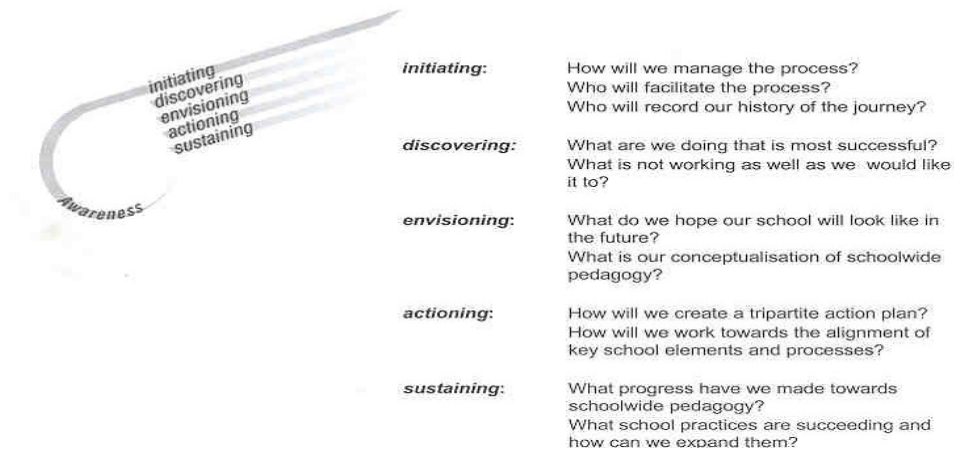 initiating
discovering
envisioning
actioning
sustaining
Awareness
initiating: How will we manage the process?
Who will facilitate the process?
Who will record our history of the journey?
discovering: What are we doing that is most successful?
What is not working as well as we would like
it to?
envisioning: What do we hope our school will look like in
the future?
What is our conceptualisation of schoolwide
pedagogy?
actioning: How will we create a tripartite action plan?
How will we work towards the alignment of
key school elements and processes?
sustaining: What progress have we made towards
schoolwide pedagogy?
What school practices are succeeding and
how can we expand them?